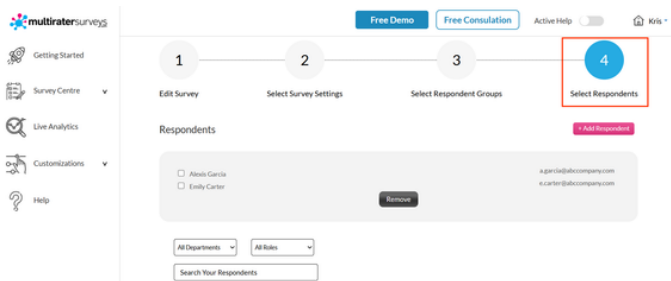 multiratersurveys
Free Demo
Free Consulation
Active Help
Kris
Getting Started
Survey Centre
Live Analytics
Customizations
Help
1
2
3
4
Edit Survey
Select Survey Settings
Select Respondent Groups
Select Respondents
Respondents
+ Add Respondent
Alexis Garcia
a.garcia@abccompany.com
Emily Carter
e.carter@abccompany.com
Remove
All Departments
All Roles
Search Your Respondents